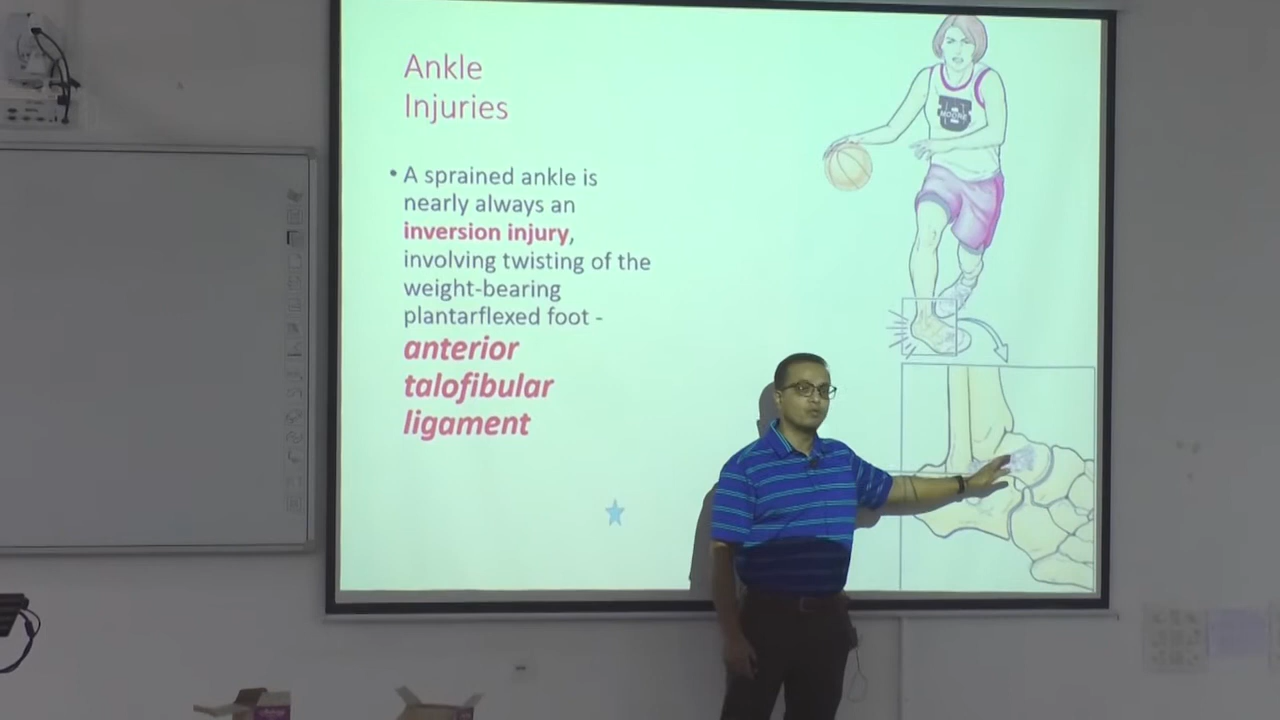 Ankle
Injuries
• A sprained ankle is
nearly always an
inversion injury,
involving twisting of the
weight-bearing
plantarflexed foot -
anterior
talofibular
ligament
MOORE